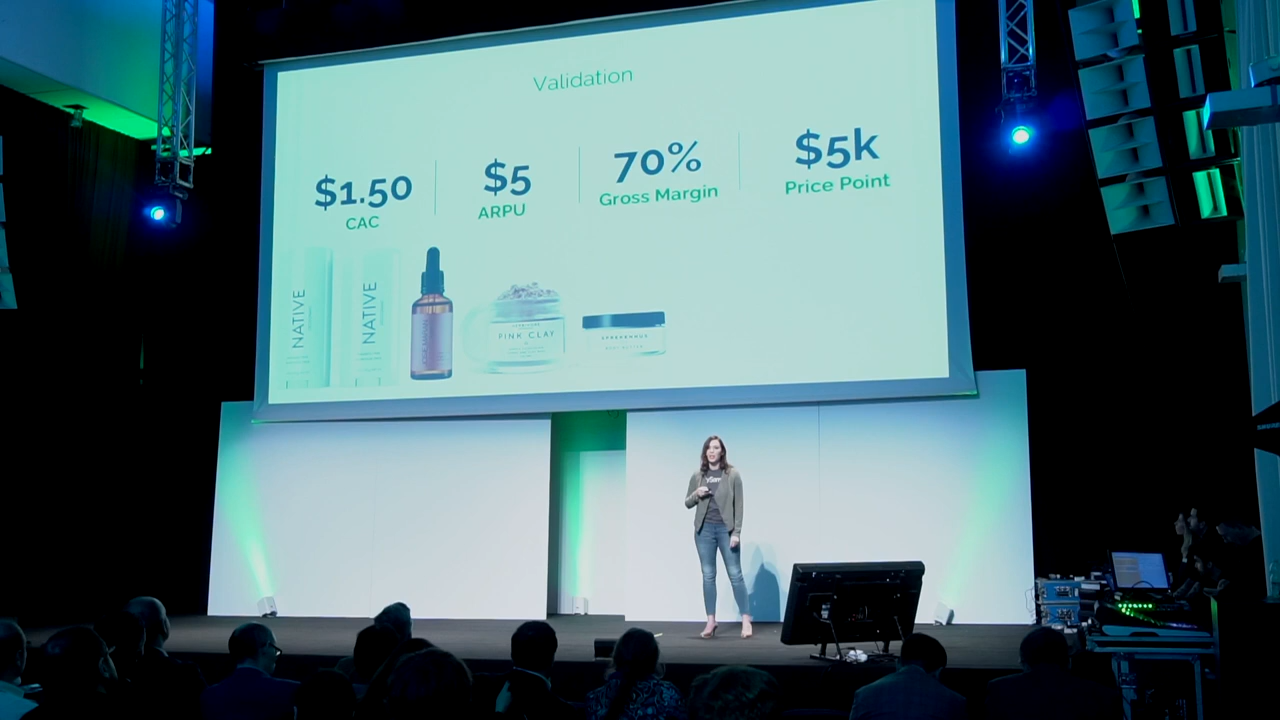 Validation
$1.50
CAC
$5
ARPU
70%
Gross Margin
$5k
Price Point
NATIVE
NATIVE
PINK CLAY